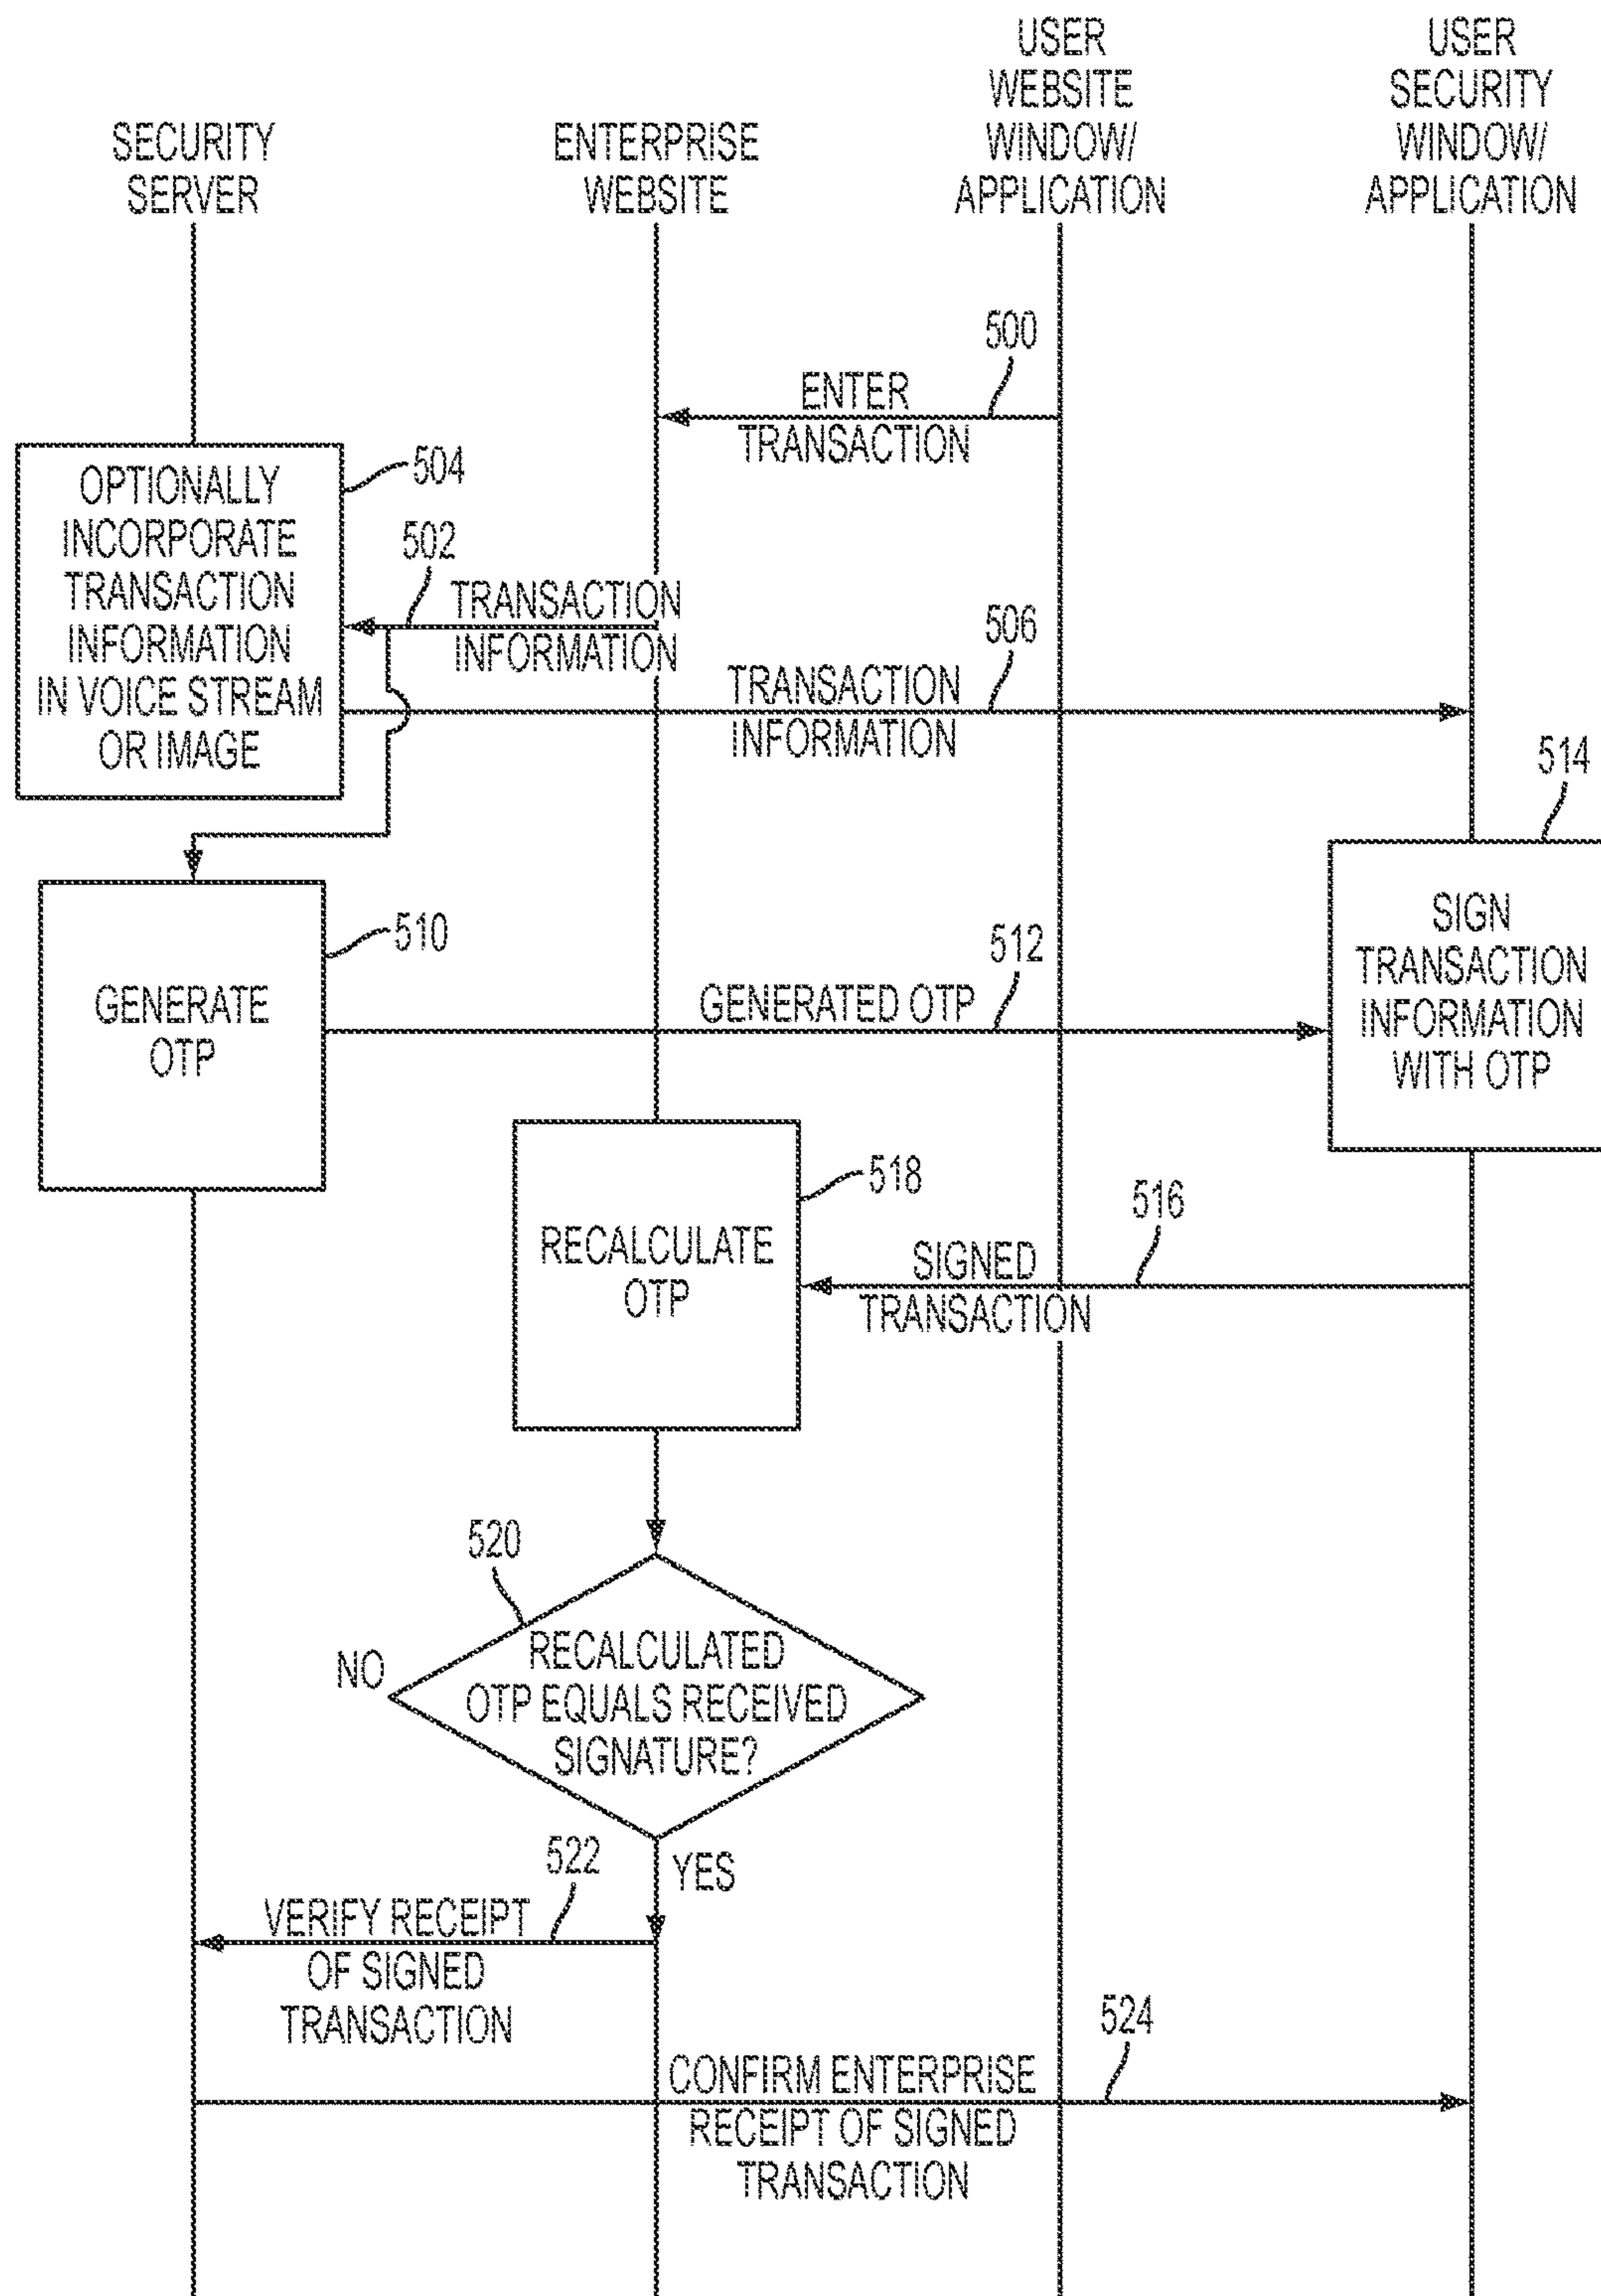 SECURITY
SERVER
ENTERPRISE
WEBSITE
USER
WEBSITE
WINDOW/
APPLICATION
USER
SECURITY
WINDOW/
APPLICATION
500
ENTER
TRANSACTION
504
OPTIONALLY
INCORPORATE
TRANSACTION
INFORMATION
IN VOICE STREAM
OR IMAGE
502
TRANSACTION
INFORMATION
506
TRANSACTION
INFORMATION
514
SIGN
TRANSACTION
INFORMATION
WITH OTP
510
GENERATE
OTP
512
GENERATED OTP
518
RECALCULATE
OTP
516
SIGNED
TRANSACTION
520
NO
RECALCULATED
OTP EQUALS RECEIVED
SIGNATURE?
YES
522
VERIFY RECEIPT
OF SIGNED
TRANSACTION
524
CONFIRM ENTERPRISE
RECEIPT OF SIGNED
TRANSACTION